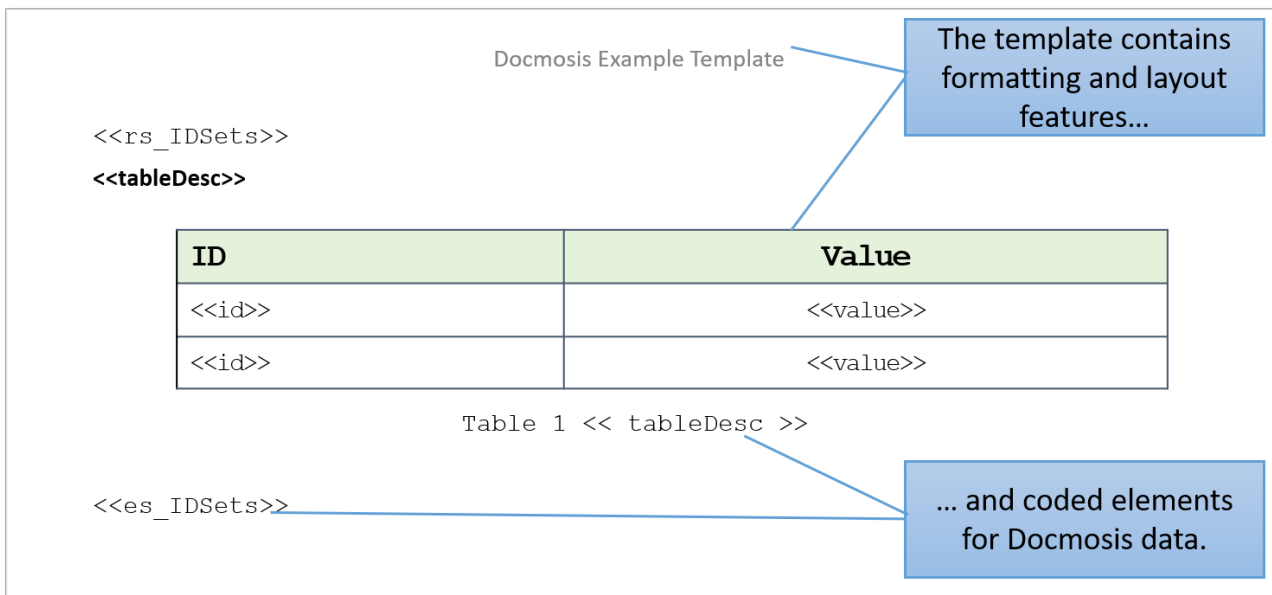 Docmosis Example Template
The template contains
formatting and layout
features…
<<rs_IDSets>>
<<tableDesc>>
ID Value
<<id>> <<value>>
<<id>> <<value>>
Table 1 << tableDesc >>
<<es_IDSets>>
… and coded elements
for Docmosis data.